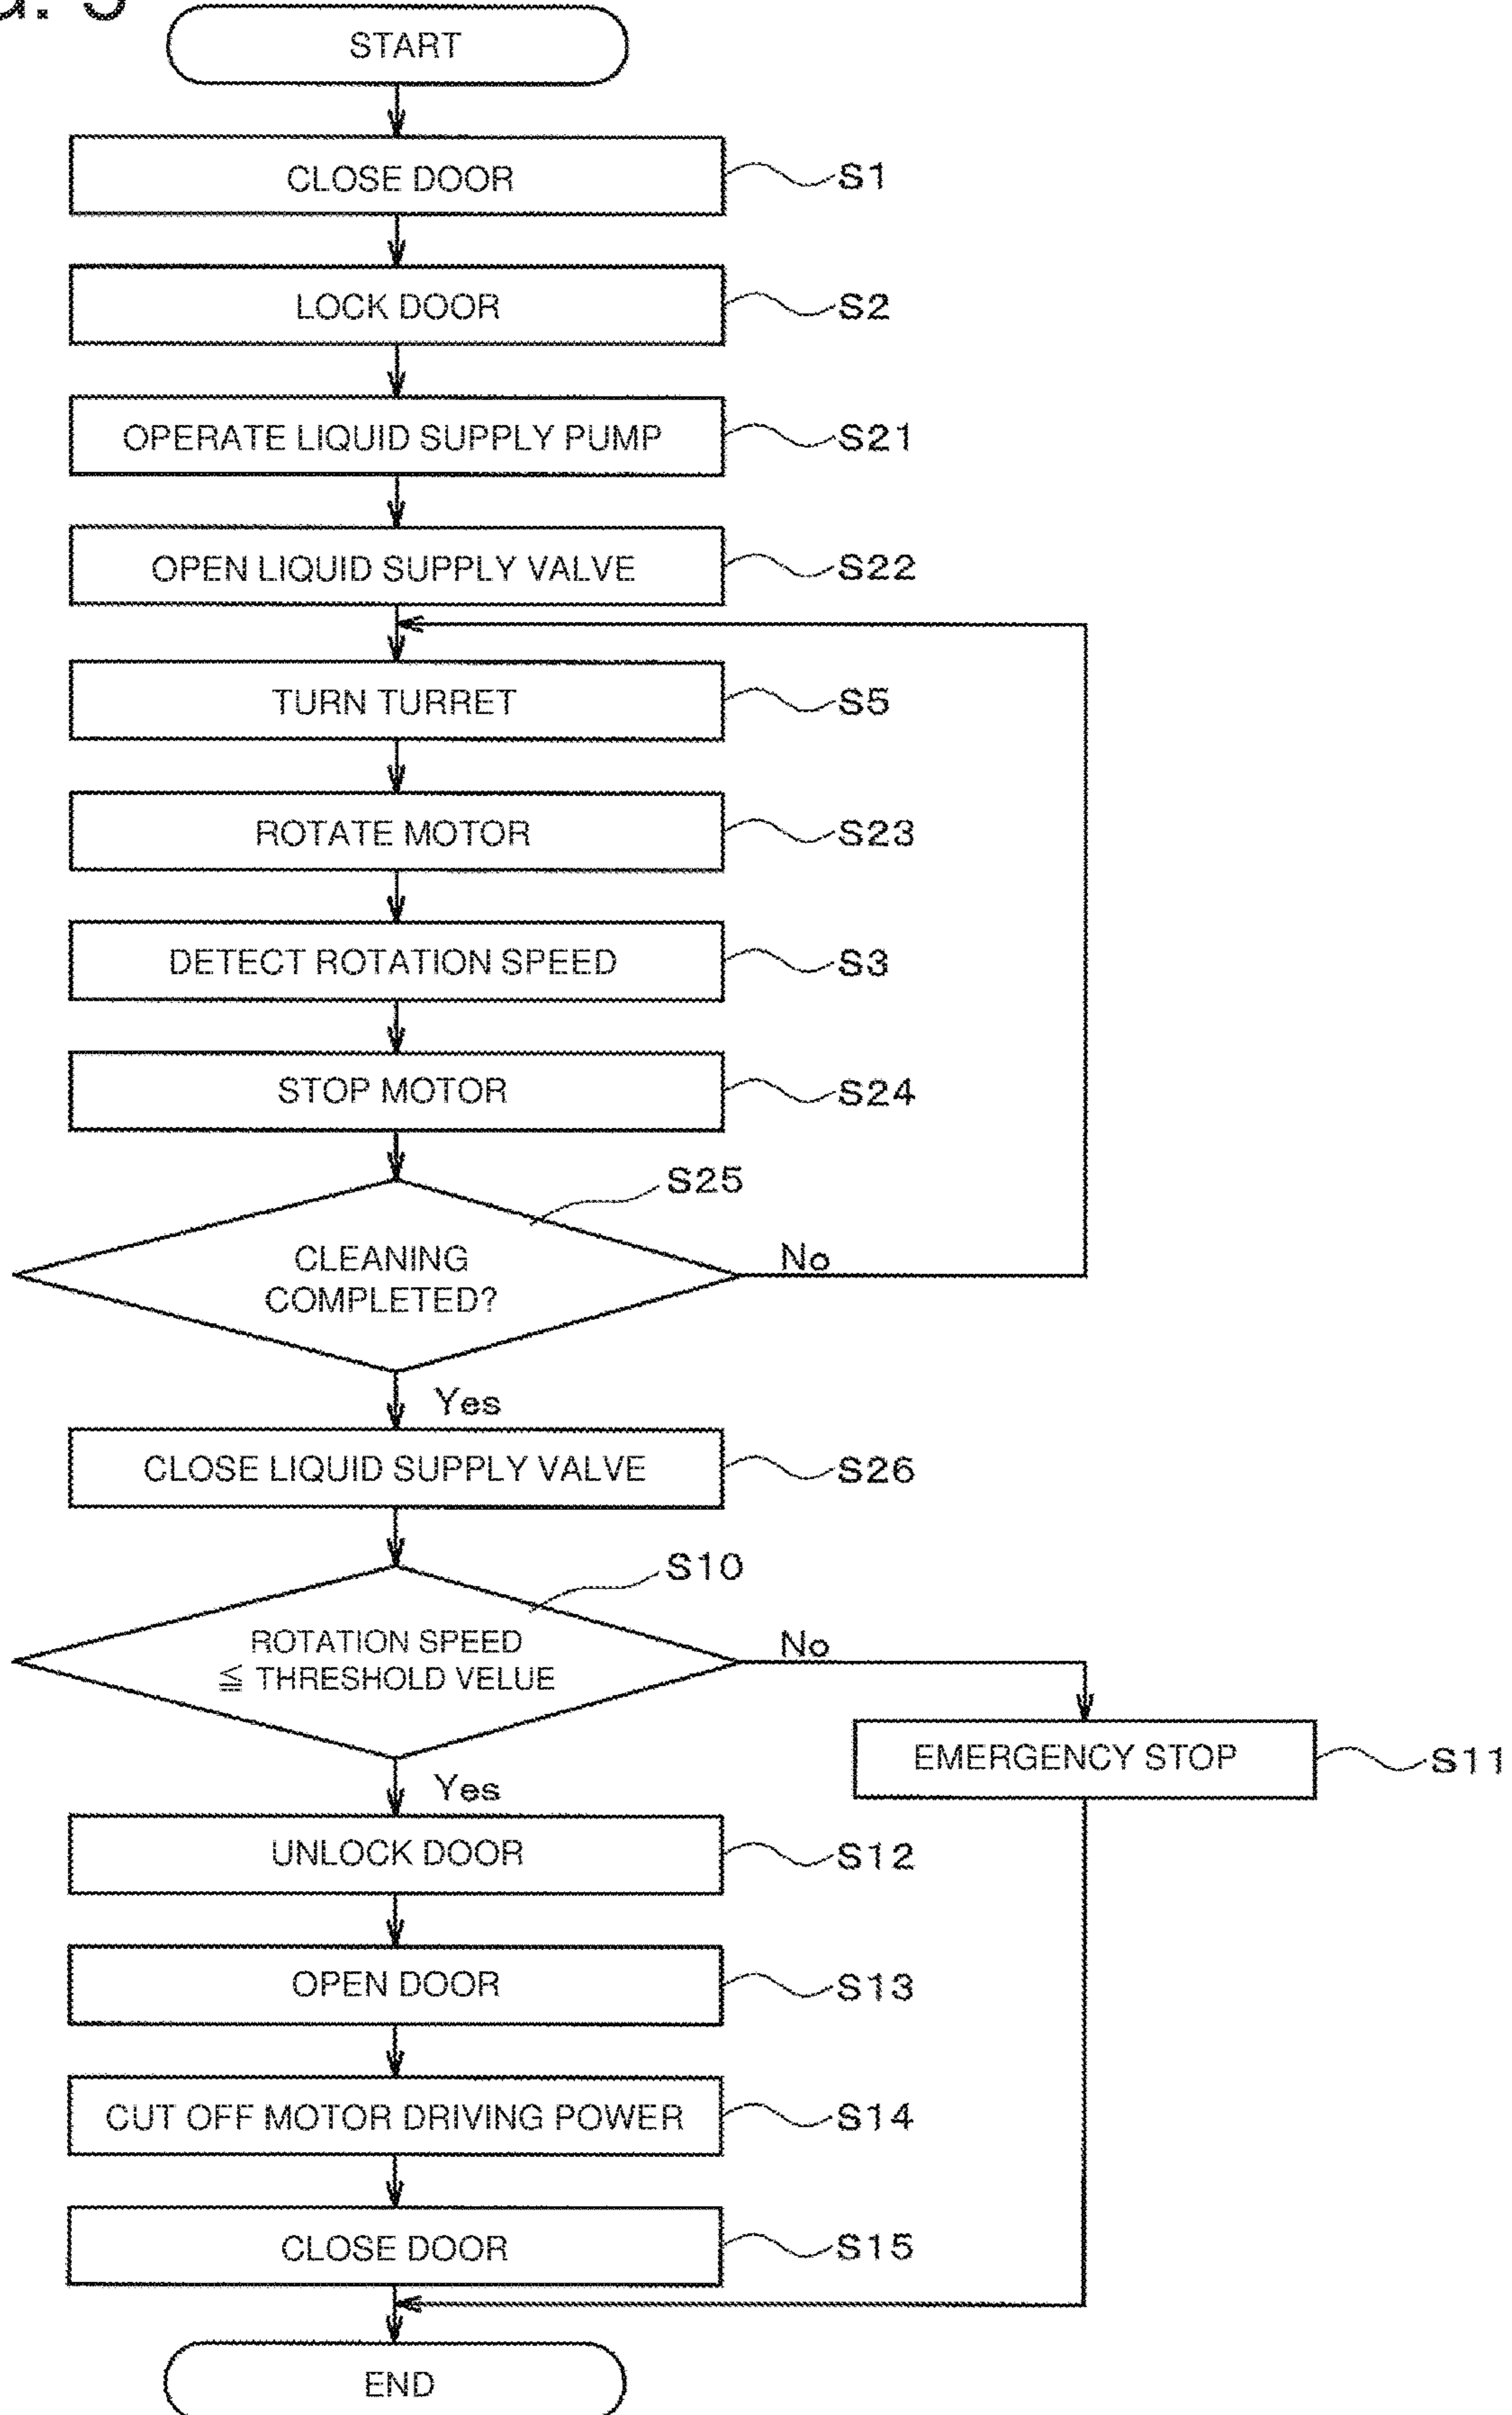 START
CLOSE DOOR
S1
LOCK DOOR
S2
OPERATE LIQUID SUPPLY PUMP
S21
OPEN LIQUID SUPPLY VALVE
S22
TURN TURRET
S5
ROTATE MOTOR
S23
DETECT ROTATION SPEED
S3
STOP MOTOR
S24
S25
CLEANING
COMPLETED?
No
Yes
CLOSE LIQUID SUPPLY VALVE
S26
S10
ROTATION SPEED
≦ THRESHOLD VELUE
No
EMERGENCY STOP
S11
Yes
UNLOCK DOOR
S12
OPEN DOOR
S13
CUT OFF MOTOR DRIVING POWER
S14
CLOSE DOOR
S15
END